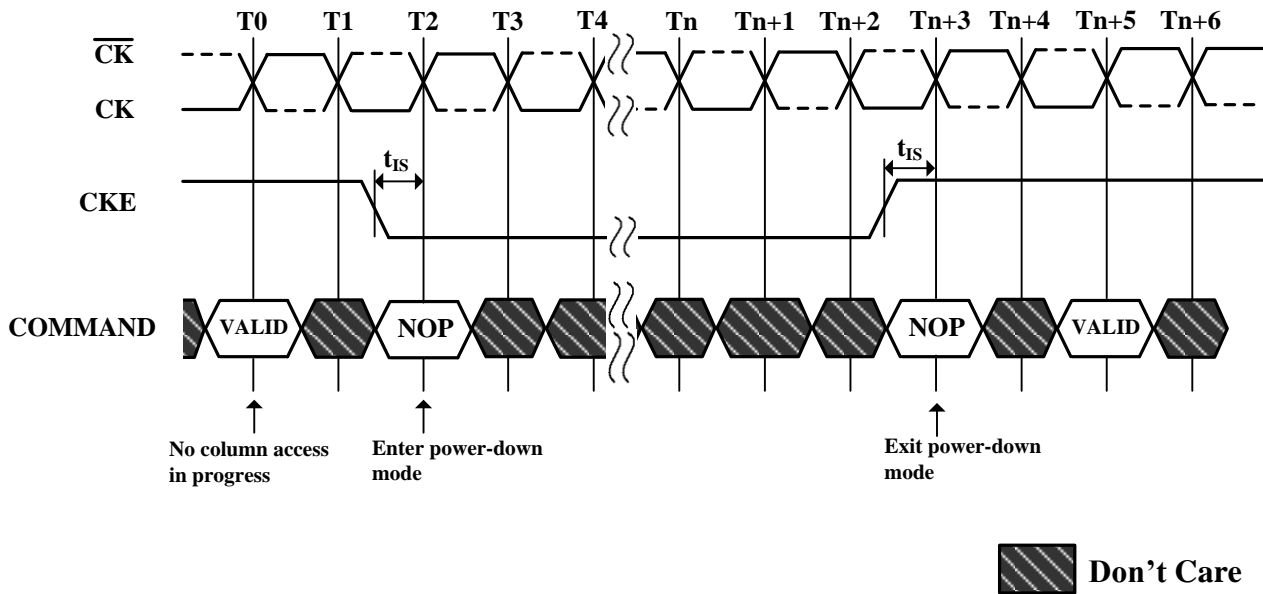 T0 T1 T2 T3 T4 Tn Tn+1 Tn+2 Tn+3 Tn+4 Tn+5 Tn+6
CK
CK
tIS tIS
CKE
COMMAND VALID NOP NOP VALID
No column access
in progress
Enter power-down
mode
Exit power-down
mode
Don't Care